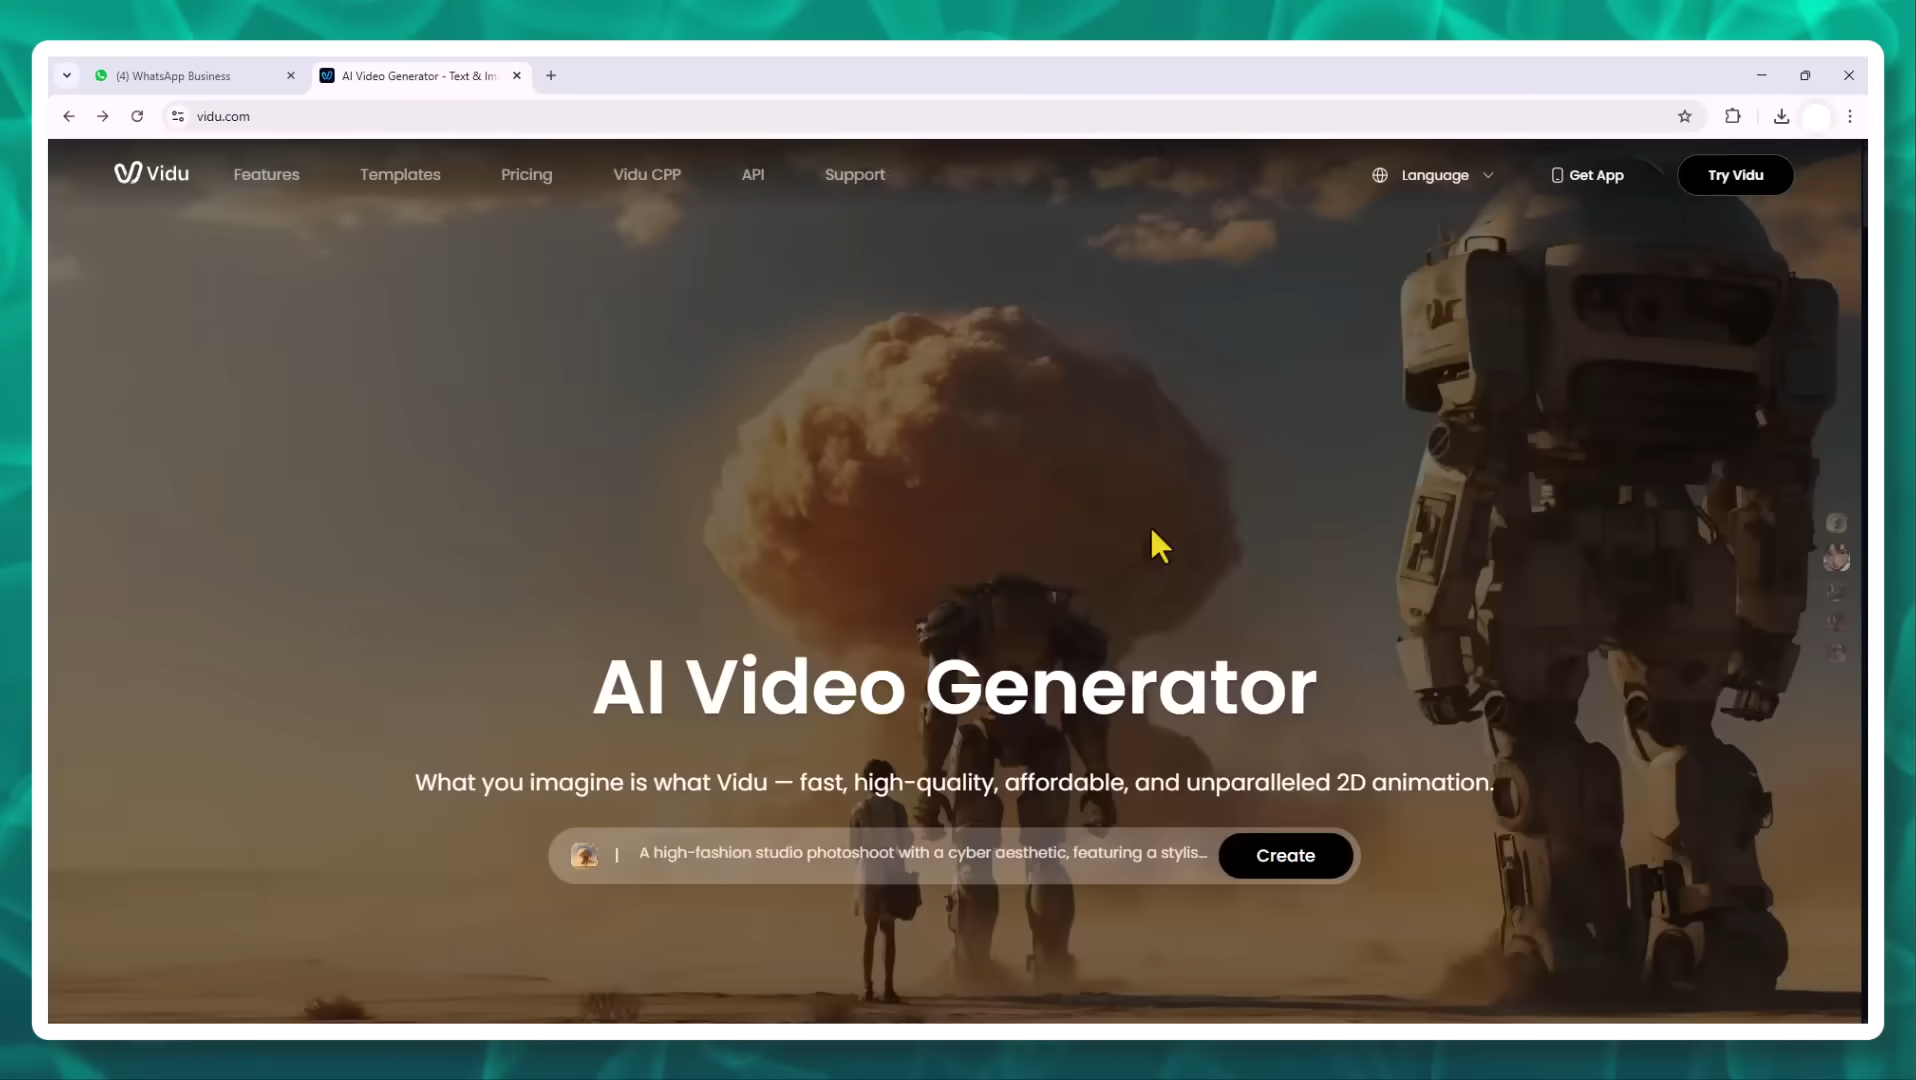 (4) WhatsApp Business
AI Video Generator - Text & Im
vidu.com
Vidu
Features
Templates
Pricing
Vidu CPP
API
Support
Language
Get App
Try Vidu
AI Video Generator
What you imagine is what Vidu — fast, high-quality, affordable, and unparalleled 2D animation.
A high-fashion studio photoshoot with a cyber aesthetic, featuring a stylis...
Create